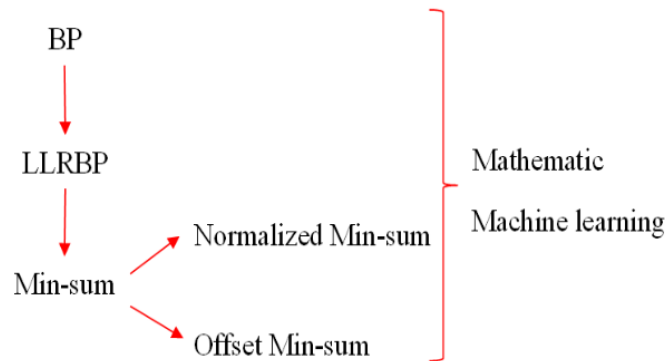 BP
LLRBP
Mathematic
Machine learning
Normalized Min-sum
Min-sum
Offset Min-sum